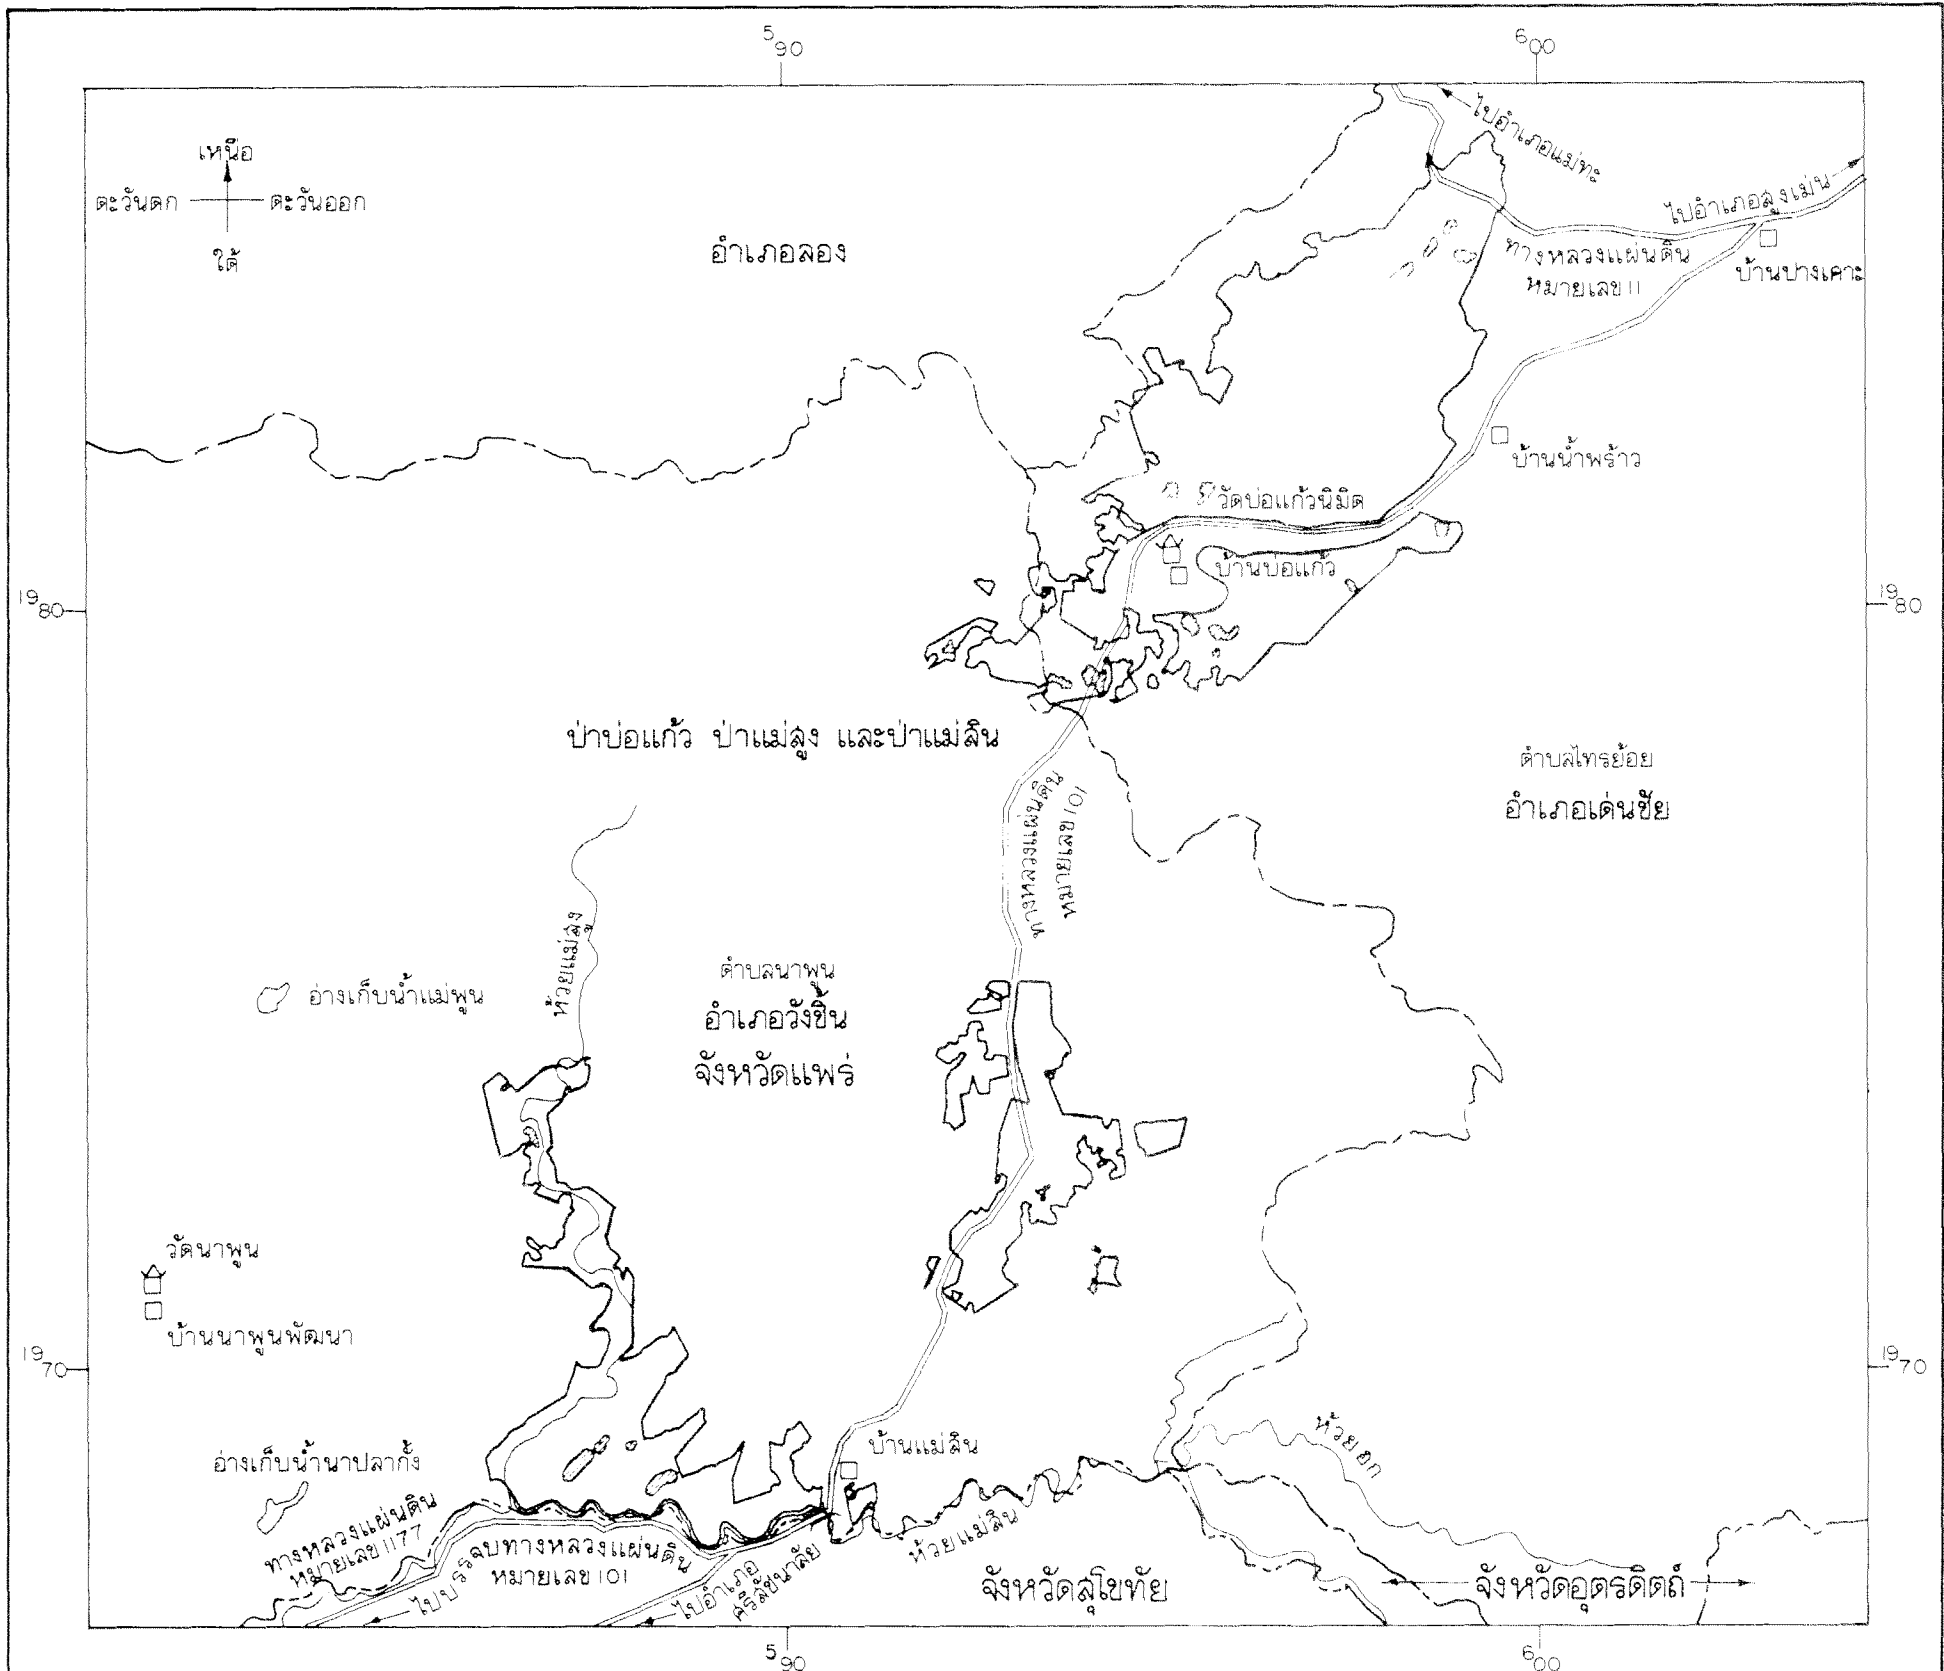 590
600
เหนือ
ตะวันตก
ตะวันออก
ใต้
อำเภอลอง
ไปอำเภอแม่ทะ
ไปอำเภอสูงเม่น
ทางหลวงแผ่นดิน
หมายเลข 11
บ้านปางเคาะ
บ้านน้ำพร้าว
วัดบ่อแก้วนิมิต
บ้านบ่อแก้ว
1980
1980
ป่าบ่อแก้ว ป่าแม่สูง และป่าแม่สิน
ตำบลไทรย้อย
อำเภอเด่นชัย
ทางหลวงแผ่นดิน
หมายเลข 101
ห้วยแม่สูง
ตำบลนาพูน
อำเภอวังชิ้น
จังหวัดแพร่
อ่างเก็บน้ำแม่พูน
วัดนาพูน
บ้านนาพูนพัฒนา
1970
1970
อ่างเก็บน้ำนาปลากั้ง
ทางหลวงแผ่นดิน
หมายเลข 1177
บ้านแม่สิน
ห้วยอก
ไปบรรจบทางหลวงแผ่นดิน
หมายเลข 101
ไปอำเภอ
ศรีสัชนาลัย
ห้วยแม่สิน
จังหวัดสุโขทัย
จังหวัดอุตรดิตถ์
590
600